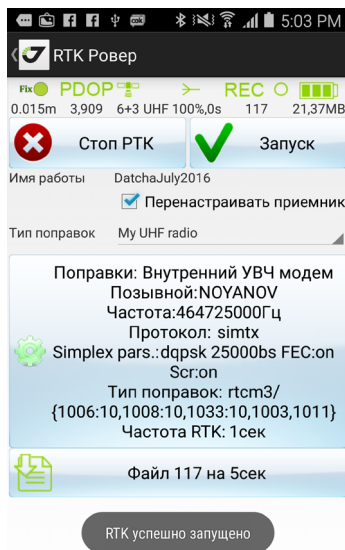 5:03 PM
RTK Ровер
Fix PDOP REC
0.015m 3,909 6+3 UHF 100%,0s 117 21,37MB
Стоп РТК Запуск
Имя работы DatchaJuly2016
Перенастраивать приемник
Тип поправок My UHF radio
Поправки: Внутренний УВЧ модем
Позывной:NOYANOV
Частота:464725000Гц
Протокол: simtx
Simplex pars.:dqpsk 25000bs FEC:on
Scr:on
Тип поправок: rtcm3/
{1006:10,1008:10,1033:10,1003,1011}
Частота RTK: 1сек
Файл 117 на 5сек
RTK успешно запущено